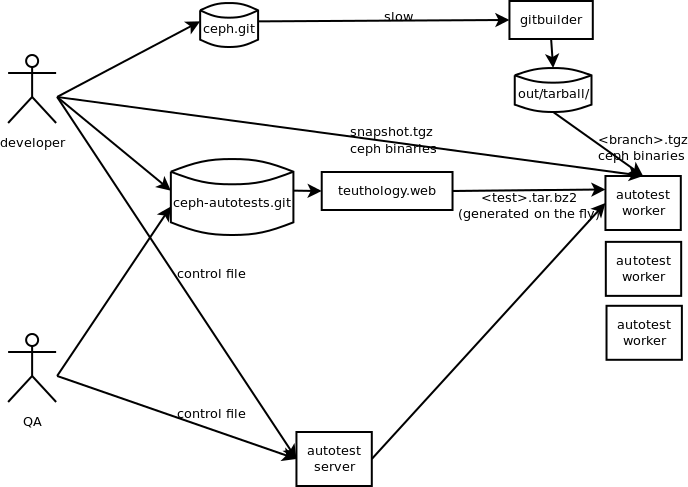 ceph.git
slow
gitbuilder
out/tarball/
developer
snapshot.tgz
ceph binaries
<branch>.tgz
ceph binaries
ceph-autotests.git
teuthology.web
<test>.tar.bz2
(generated on the fly)
autotest
worker
autotest
worker
autotest
worker
control file
QA
control file
autotest
server